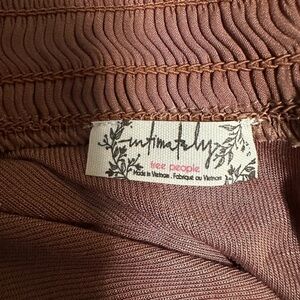 intimately
free people
Made in Vietnam . Fabriqué au Vietnam